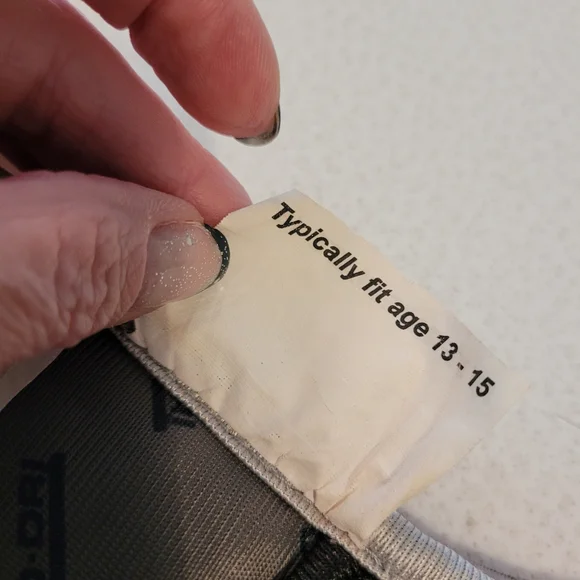 Typically fit age 13 - 15